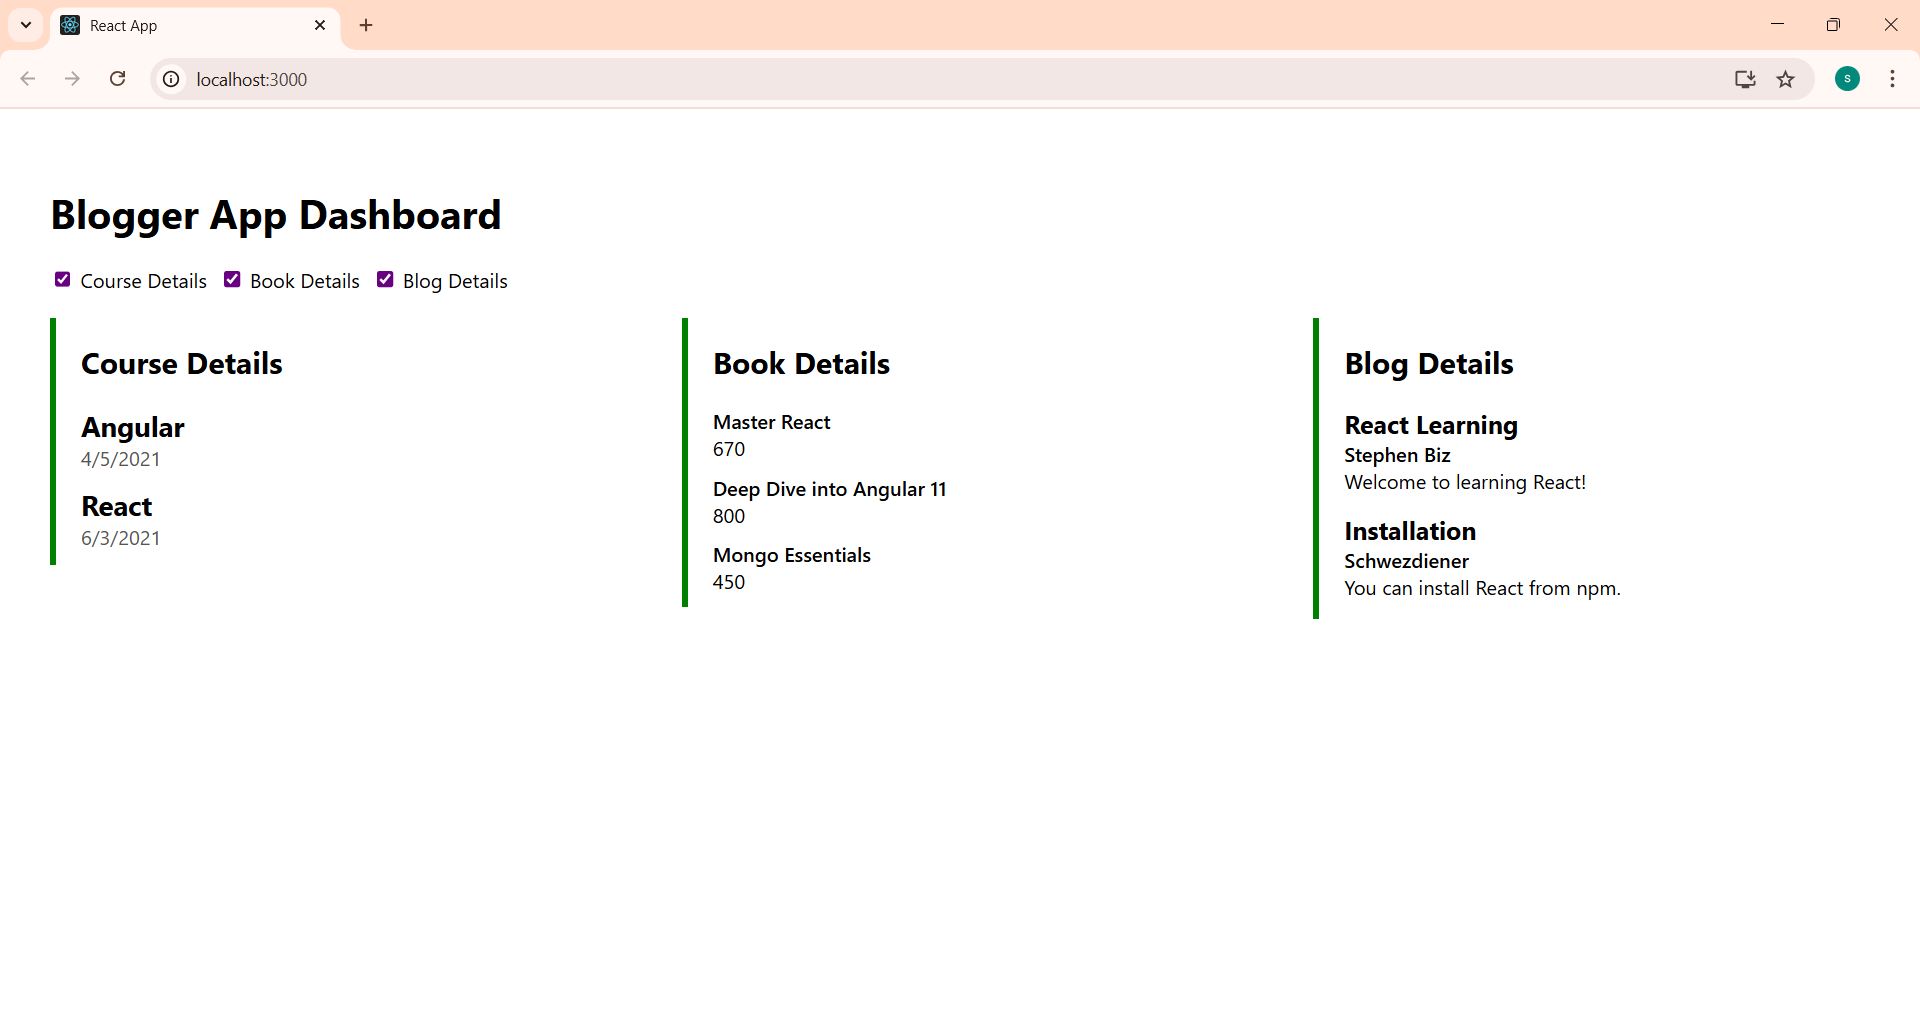 React App
localhost:3000
S
Blogger App Dashboard
Course Details Book Details Blog Details
Course Details
Angular
4/5/2021
React
6/3/2021
Book Details
Master React
670
Deep Dive into Angular 11
800
Mongo Essentials
450
Blog Details
React Learning
Stephen Biz
Welcome to learning React!
Installation
Schwezdiener
You can install React from npm.